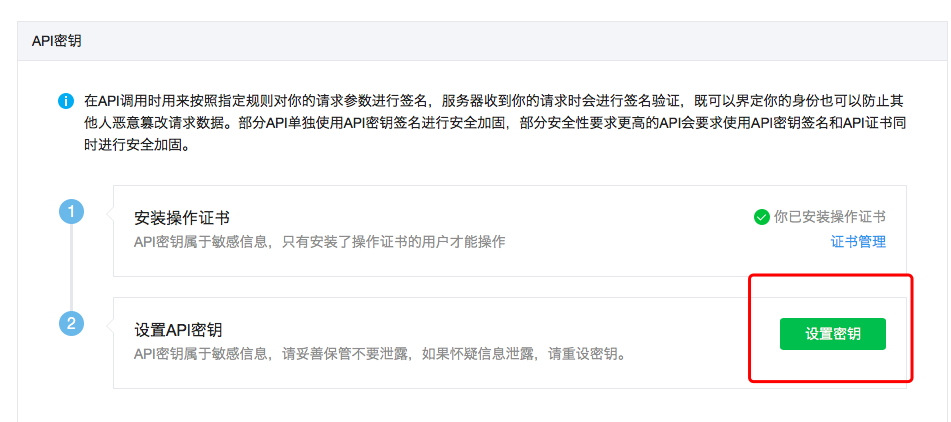 API密钥
在API调用时用来按照指定规则对你的请求参数进行签名，服务器收到你的请求时会进行签名验证，既可以界定你的身份也可以防止其
他人恶意篡改请求数据。部分API单独使用API密钥签名进行安全加固，部分安全性要求更高的API会要求使用API密钥签名和API证书同
时进行安全加固。
1
安装操作证书
你已安装操作证书
API密钥属于敏感信息，只有安装了操作证书的用户才能操作
证书管理
2
设置API密钥
API密钥属于敏感信息，请妥善保管不要泄露，如果怀疑信息泄露，请重设密钥。
设置密钥